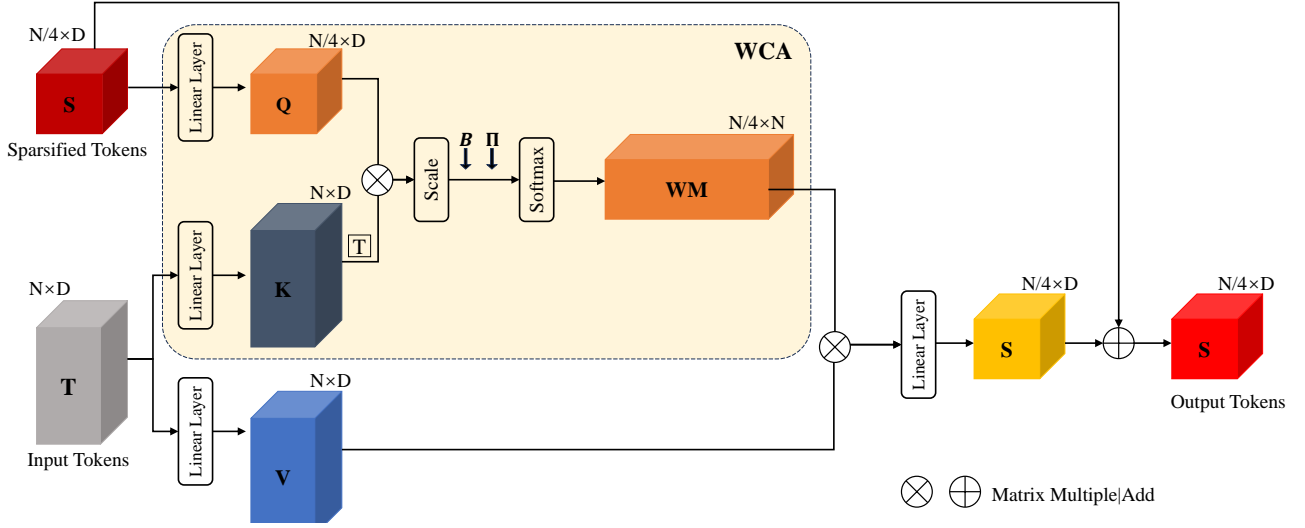 N/4×D
S
Sparsified Tokens
Linear Layer
N/4×D
Q
WCA
N×D
K
Linear Layer
T
Scale
B
Π
Softmax
N/4×N
WM
N×D
T
Input Tokens
Linear Layer
N×D
V
Linear Layer
N/4×D
S
N/4×D
S
Output Tokens
Matrix Multiple|Add